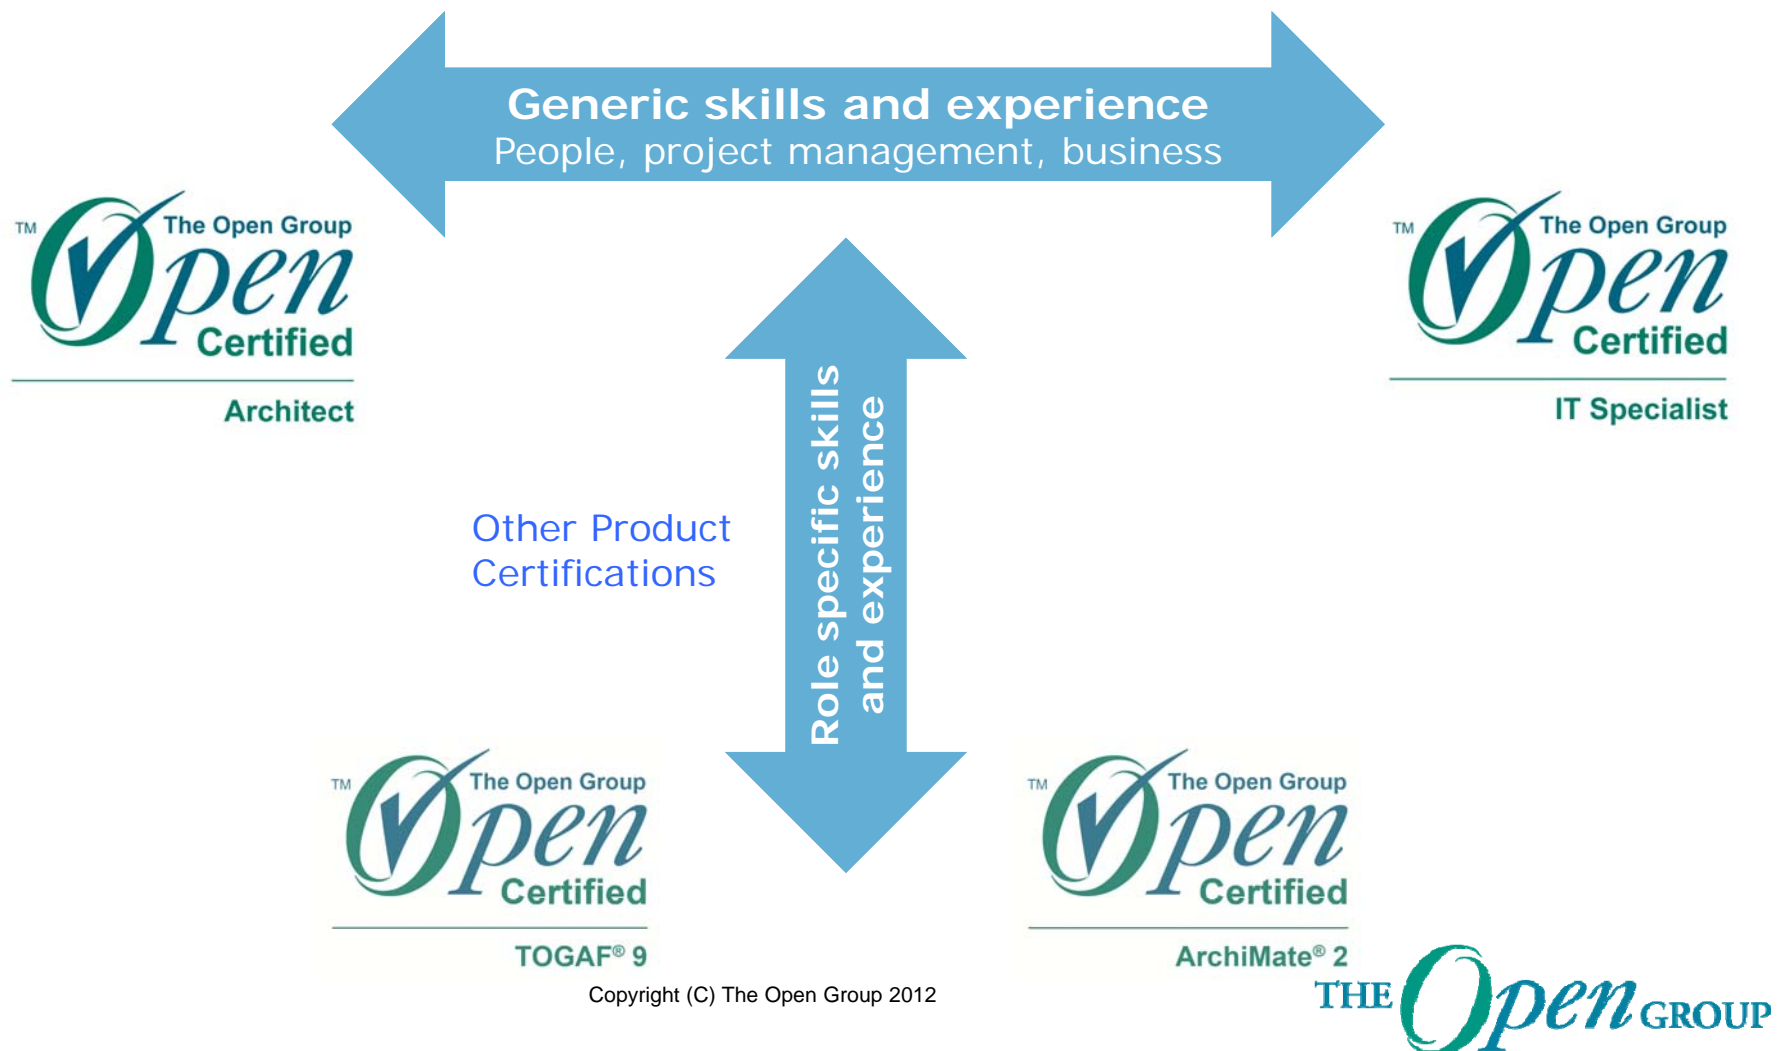 Generic skills and experience
People, project management, business
TM
The Open Group
Open
Certified
Architect
TM
The Open Group
Open
Certified
IT Specialist
Role specific skills
and experience
Other Product
Certifications
TM
The Open Group
Open
Certified
TOGAF® 9
TM
The Open Group
Open
Certified
ArchiMate® 2
Copyright (C) The Open Group 2012
THE Open GROUP